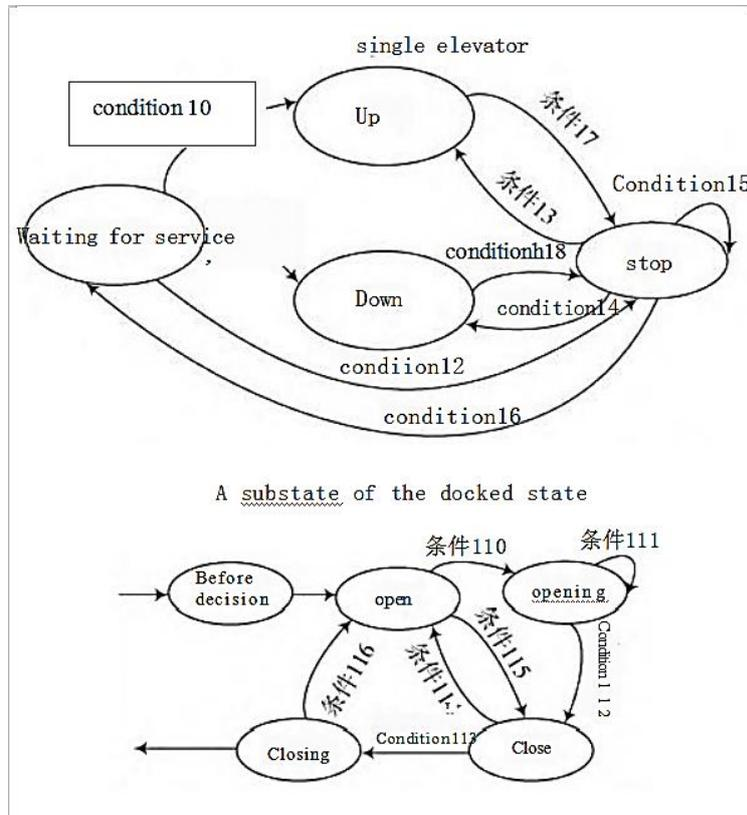 single elevator
condition 10
Up
条件17
条件13
Condition15
Waiting for service
,
conditionh18
stop
Down
condition14
condiion12
condition16
A substate of the docked state
条件110
条件111
Before
decision
open
opening
条件116
条件115
Condition 1 1 2
Condition113
Closing
Close